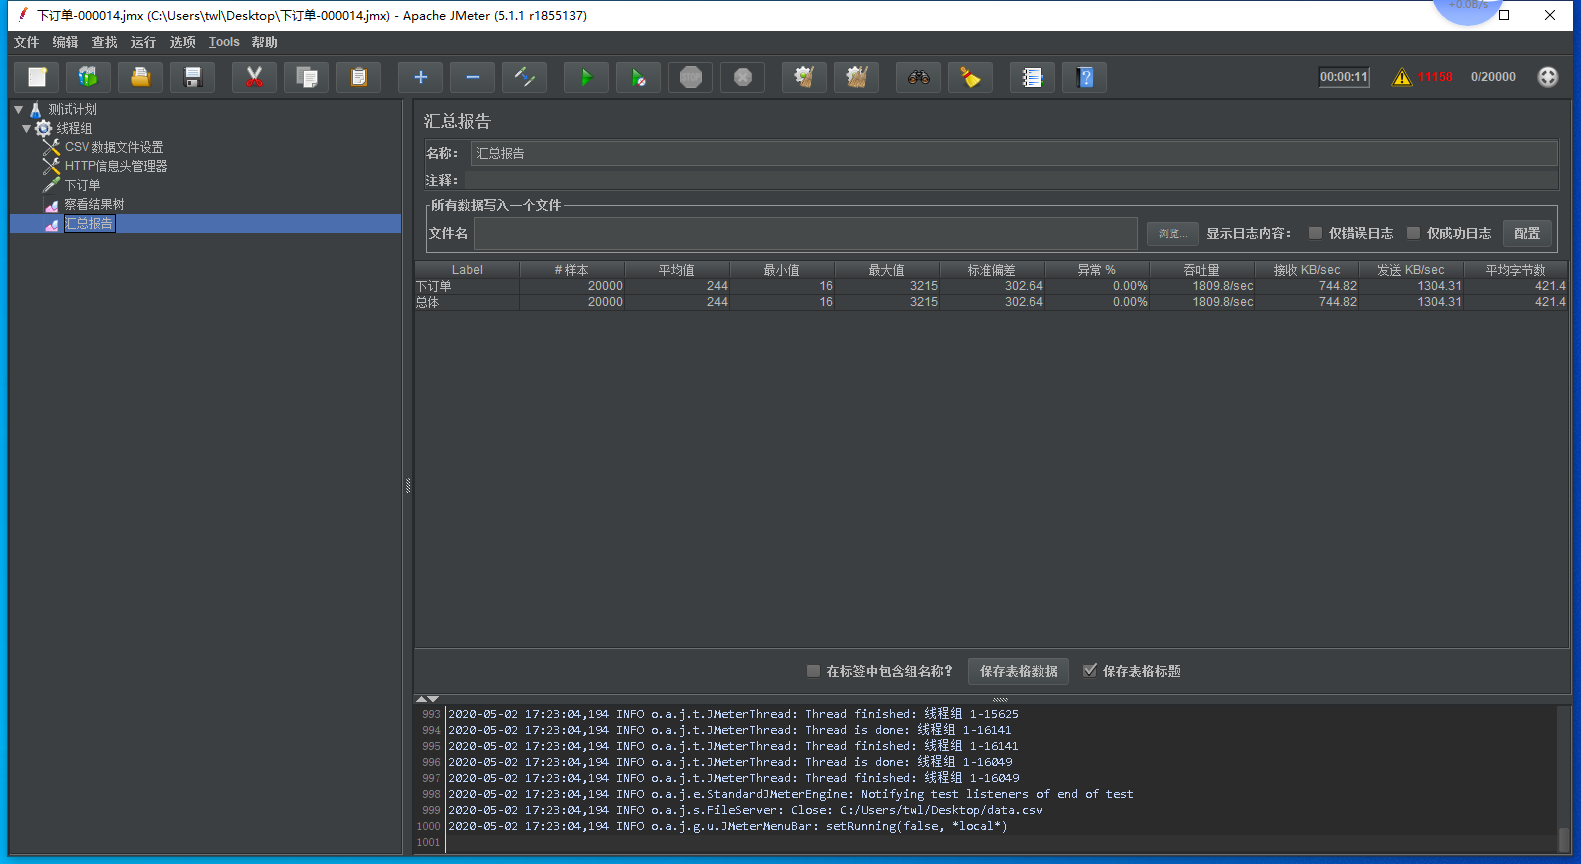 下订单-000014.jmx (C:\Users\twl\Desktop\下订单-000014.jmx) - Apache JMeter (5.1.1 r1855137)
+0.0B/s
文件 编辑 查找 运行 选项 Tools 帮助
STOP
00:00:11 11158 0/20000
测试计划
线程组
CSV 数据文件设置
HTTP信息头管理器
下订单
察看结果树
汇总报告
汇总报告
名称： 汇总报告
注释：
所有数据写入一个文件
文件名 浏览... 显示日志内容： 仅错误日志 仅成功日志 配置
Label # 样本 平均值 最小值 最大值 标准偏差 异常 % 吞吐量 接收 KB/sec 发送 KB/sec 平均字节数
下订单 20000 244 16 3215 302.64 0.00% 1809.8/sec 744.82 1304.31 421.4
总体 20000 244 16 3215 302.64 0.00% 1809.8/sec 744.82 1304.31 421.4
在标签中包含组名称? 保存表格数据 保存表格标题
993 2020-05-02 17:23:04,194 INFO o.a.j.t.JMeterThread: Thread finished: 线程组 1-15625
994 2020-05-02 17:23:04,194 INFO o.a.j.t.JMeterThread: Thread is done: 线程组 1-16141
995 2020-05-02 17:23:04,194 INFO o.a.j.t.JMeterThread: Thread finished: 线程组 1-16141
996 2020-05-02 17:23:04,194 INFO o.a.j.t.JMeterThread: Thread is done: 线程组 1-16049
997 2020-05-02 17:23:04,194 INFO o.a.j.t.JMeterThread: Thread finished: 线程组 1-16049
998 2020-05-02 17:23:04,194 INFO o.a.j.e.StandardJMeterEngine: Notifying test listeners of end of test
999 2020-05-02 17:23:04,194 INFO o.a.j.s.FileServer: Close: C:/Users/twl/Desktop/data.csv
1000 2020-05-02 17:23:04,194 INFO o.a.j.g.u.JMeterMenuBar: setRunning(false, *local*)
1001